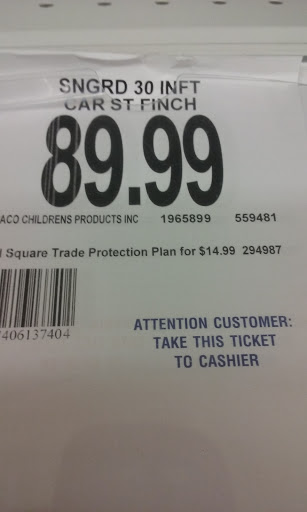 SNGRD 30 INFT
CAR ST FINCH
89.99
ACO CHILDRENS PRODUCTS INC 1965899 559481
Square Trade Protection Plan for $14.99 294987
406137404
ATTENTION CUSTOMER:
TAKE THIS TICKET
TO CASHIER